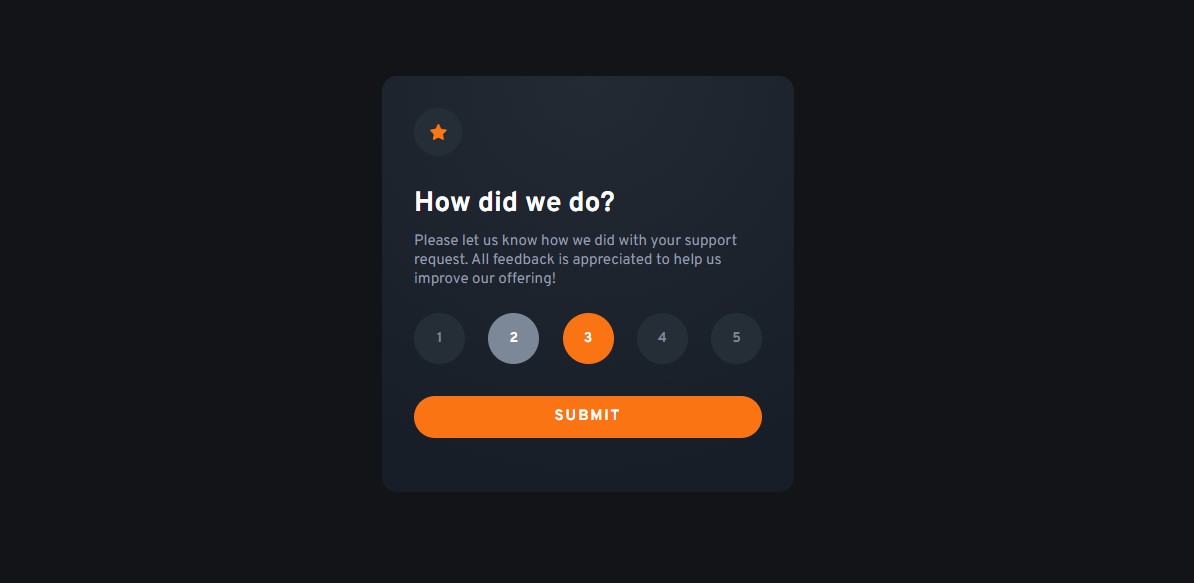 How did we do?
Please let us know how we did with your support
request. All feedback is appreciated to help us
improve our offering!
1 2 3 4 5
SUBMIT